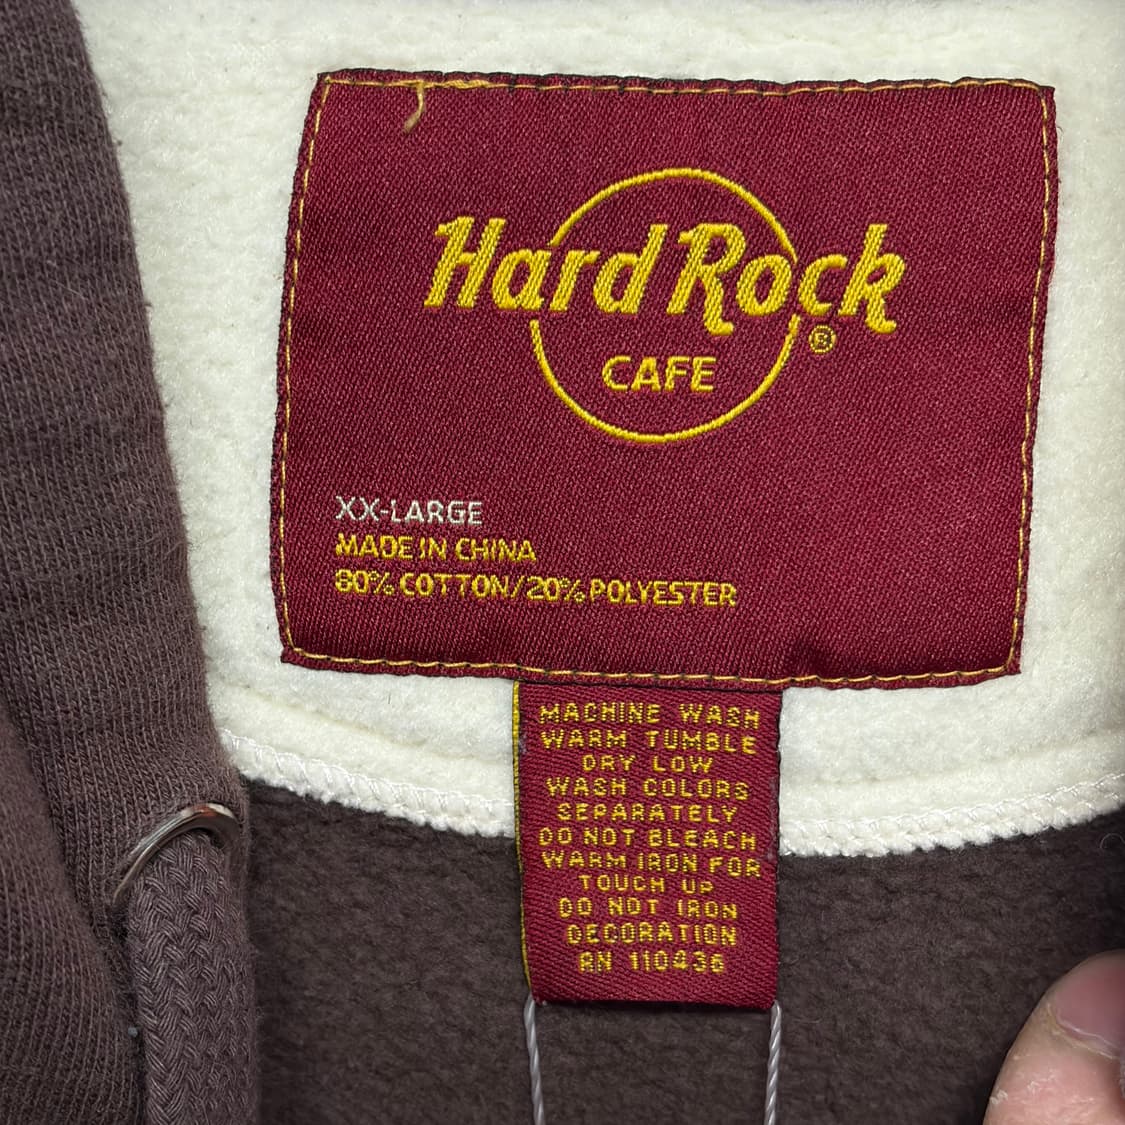 Hard Rock
®
CAFE
XX-LARGE
MADE IN CHINA
80% COTTON/20% POLYESTER
MACHINE WASH
WARM TUMBLE
DRY LOW
WASH COLORS
SEPARATELY
DO NOT BLEACH
WARM IRON FOR
TOUCH UP
DO NOT IRON
DECORATION
RN 110436